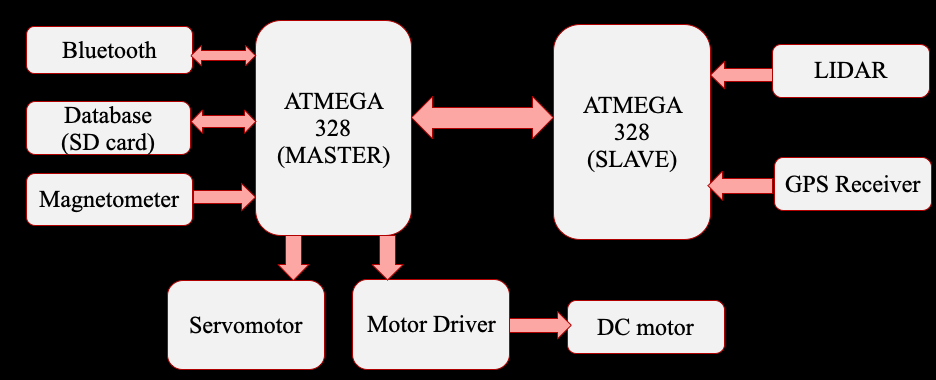 Bluetooth
Database
(SD card)
Magnetometer
ATMEGA
328
(MASTER)
ATMEGA
328
(SLAVE)
LIDAR
GPS Receiver
Servomotor
Motor Driver
DC motor